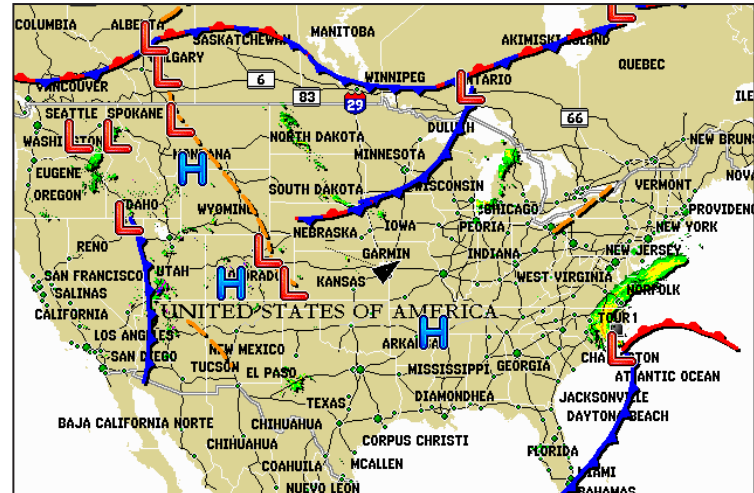 COLUMBIA
ALBERTA
MANITOBA
SASKATCHEWAN
AKIMISKI ISLAND
CALGARY
QUEBEC
6
WINNIPEG
ONTARIO
VANCOUVER
83
29
ILE
SEATTLE
SPOKANE
66
DULUTH
NORTH DAKOTA
WASHINGTON
NEW BRUNS
MONTANA
MINNESOTA
EUGENE
OREGON
SOUTH DAKOTA
WISCONSIN
VERMONT
NOVA
IDAHO
WYOMING
CHICAGO
PROVIDENC
NEBRASKA
IOWA
PEORIA
NEW YORK
RENO
GARMIN
INDIANA
NEW JERSEY
SAN FRANCISCO
UTAH
COLORADO
KANSAS
WEST VIRGINIA
SALINAS
NORFOLK
CALIFORNIA
UNITED STATES OF AMERICA
TOUR1
LOS ANGELES
ARKANSAS
NEW MEXICO
SAN DIEGO
CHARLESTON
TUCSON
EL PASO
MISSISSIPPI
GEORGIA
ATLANTIC OCEAN
TEXAS
DIAMONDHEA
JACKSONVILLE
BAJA CALIFORNIA NORTE
CHIHUAHUA
DAYTONA BEACH
CHIHUAHUA
CORPUS CHRISTI
FLORIDA
COAHUILA
MCALLEN
MIAMI
NUEVO LEON
BAHAMAS
L
L
L
L
L
L
L
L
L
L
L
L
H
H
H